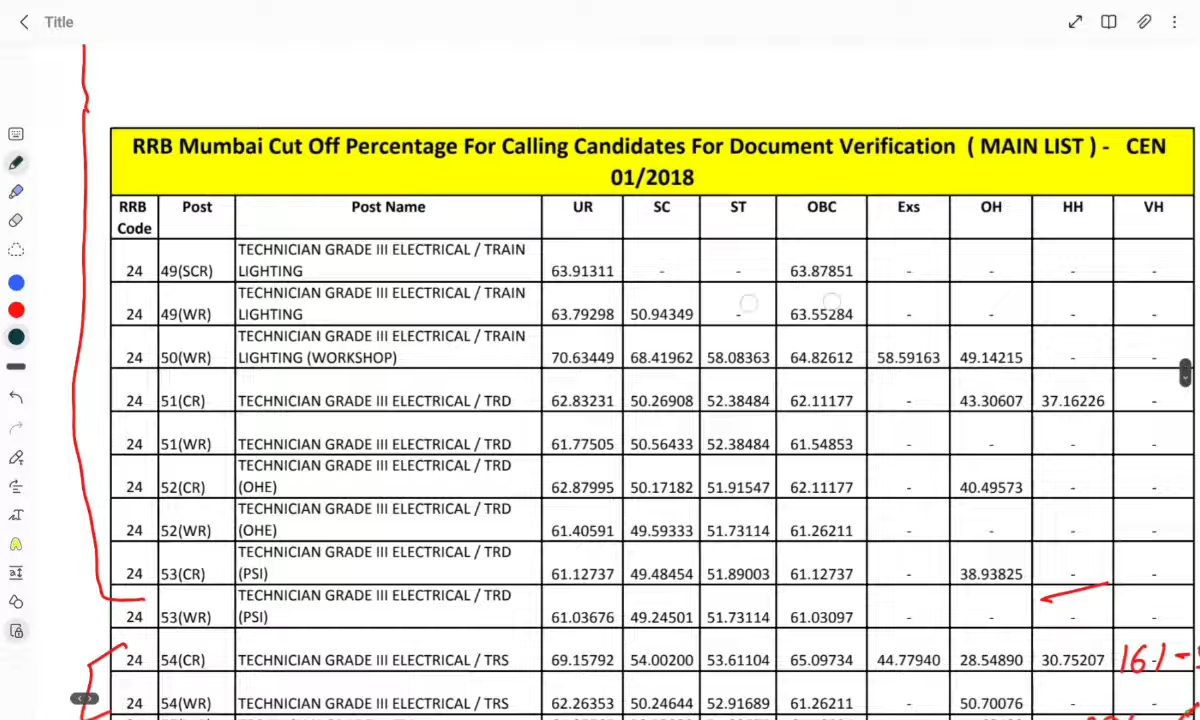 Title
RRB Mumbai Cut Off Percentage For Calling Candidates For Document Verification ( MAIN LIST ) - CEN
01/2018
RRB Code Post Post Name UR SC ST OBC Exs OH HH VH
24 49(SCR) TECHNICIAN GRADE III ELECTRICAL / TRAIN LIGHTING 63.91311 - - 63.87851 - - - -
24 49(WR) TECHNICIAN GRADE III ELECTRICAL / TRAIN LIGHTING 63.79298 50.94349 - 63.55284 - - - -
24 50(WR) TECHNICIAN GRADE III ELECTRICAL / TRAIN LIGHTING (WORKSHOP) 70.63449 68.41962 58.08363 64.82612 58.59163 49.14215 - -
24 51(CR) TECHNICIAN GRADE III ELECTRICAL / TRD 62.83231 50.26908 52.38484 62.11177 - 43.30607 37.16226 -
24 51(WR) TECHNICIAN GRADE III ELECTRICAL / TRD 61.77505 50.56433 52.38484 61.54853 - - - -
24 52(CR) TECHNICIAN GRADE III ELECTRICAL / TRD (OHE) 62.87995 50.17182 51.91547 62.11177 - 40.49573 - -
24 52(WR) TECHNICIAN GRADE III ELECTRICAL / TRD (OHE) 61.40591 49.59333 51.73114 61.26211 - - - -
24 53(CR) TECHNICIAN GRADE III ELECTRICAL / TRD (PSI) 61.12737 49.48454 51.89003 61.12737 - 38.93825 - -
24 53(WR) TECHNICIAN GRADE III ELECTRICAL / TRD (PSI) 61.03676 49.24501 51.73114 61.03097 - - - -
24 54(CR) TECHNICIAN GRADE III ELECTRICAL / TRS 69.15792 54.00200 53.61104 65.09734 44.77940 28.54890 30.75207 -
24 54(WR) TECHNICIAN GRADE III ELECTRICAL / TRS 62.26353 50.24644 52.91689 61.26211 - 50.70076 - -